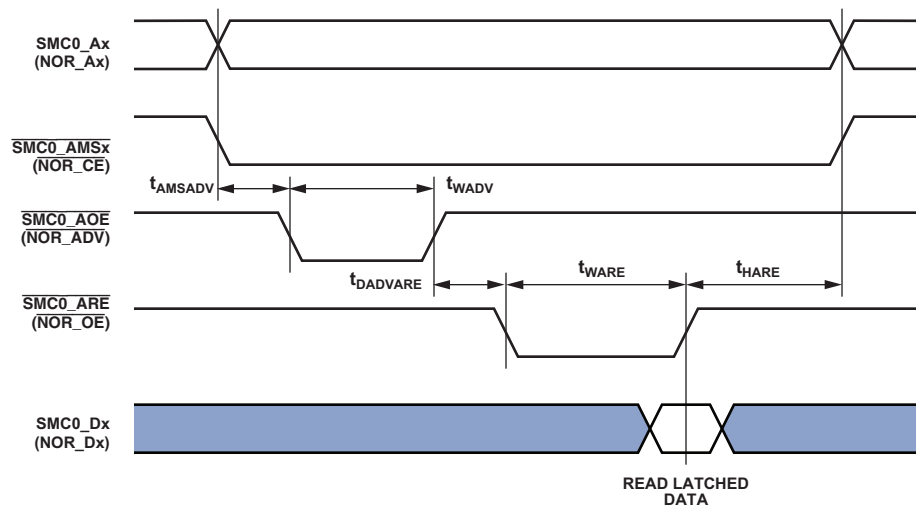 SMC0_Ax
(NOR_Ax)
SMC0_AMSx
(NOR_CE)
tAMSADV
tWADV
SMC0_AOE
(NOR_ADV)
tDADVARE
tWARE
tHARE
SMC0_ARE
(NOR_OE)
SMC0_Dx
(NOR_Dx)
READ LATCHED
DATA